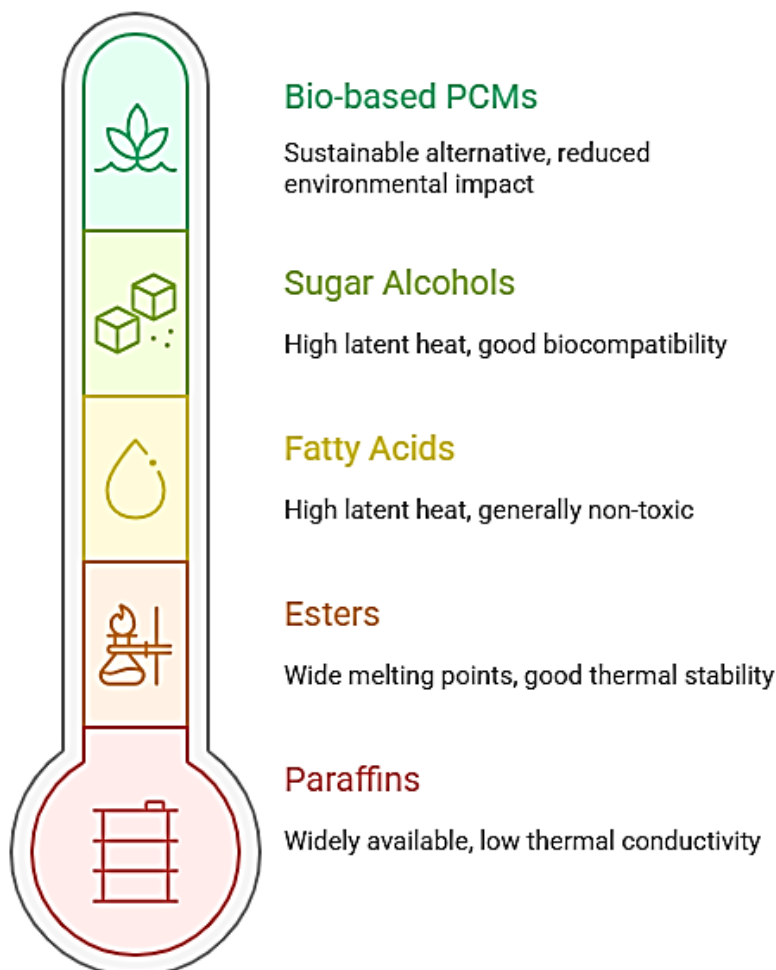 Bio-based PCMs
Sustainable alternative, reduced
environmental impact
Sugar Alcohols
High latent heat, good biocompatibility
Fatty Acids
High latent heat, generally non-toxic
Esters
Wide melting points, good thermal stability
Paraffins
Widely available, low thermal conductivity